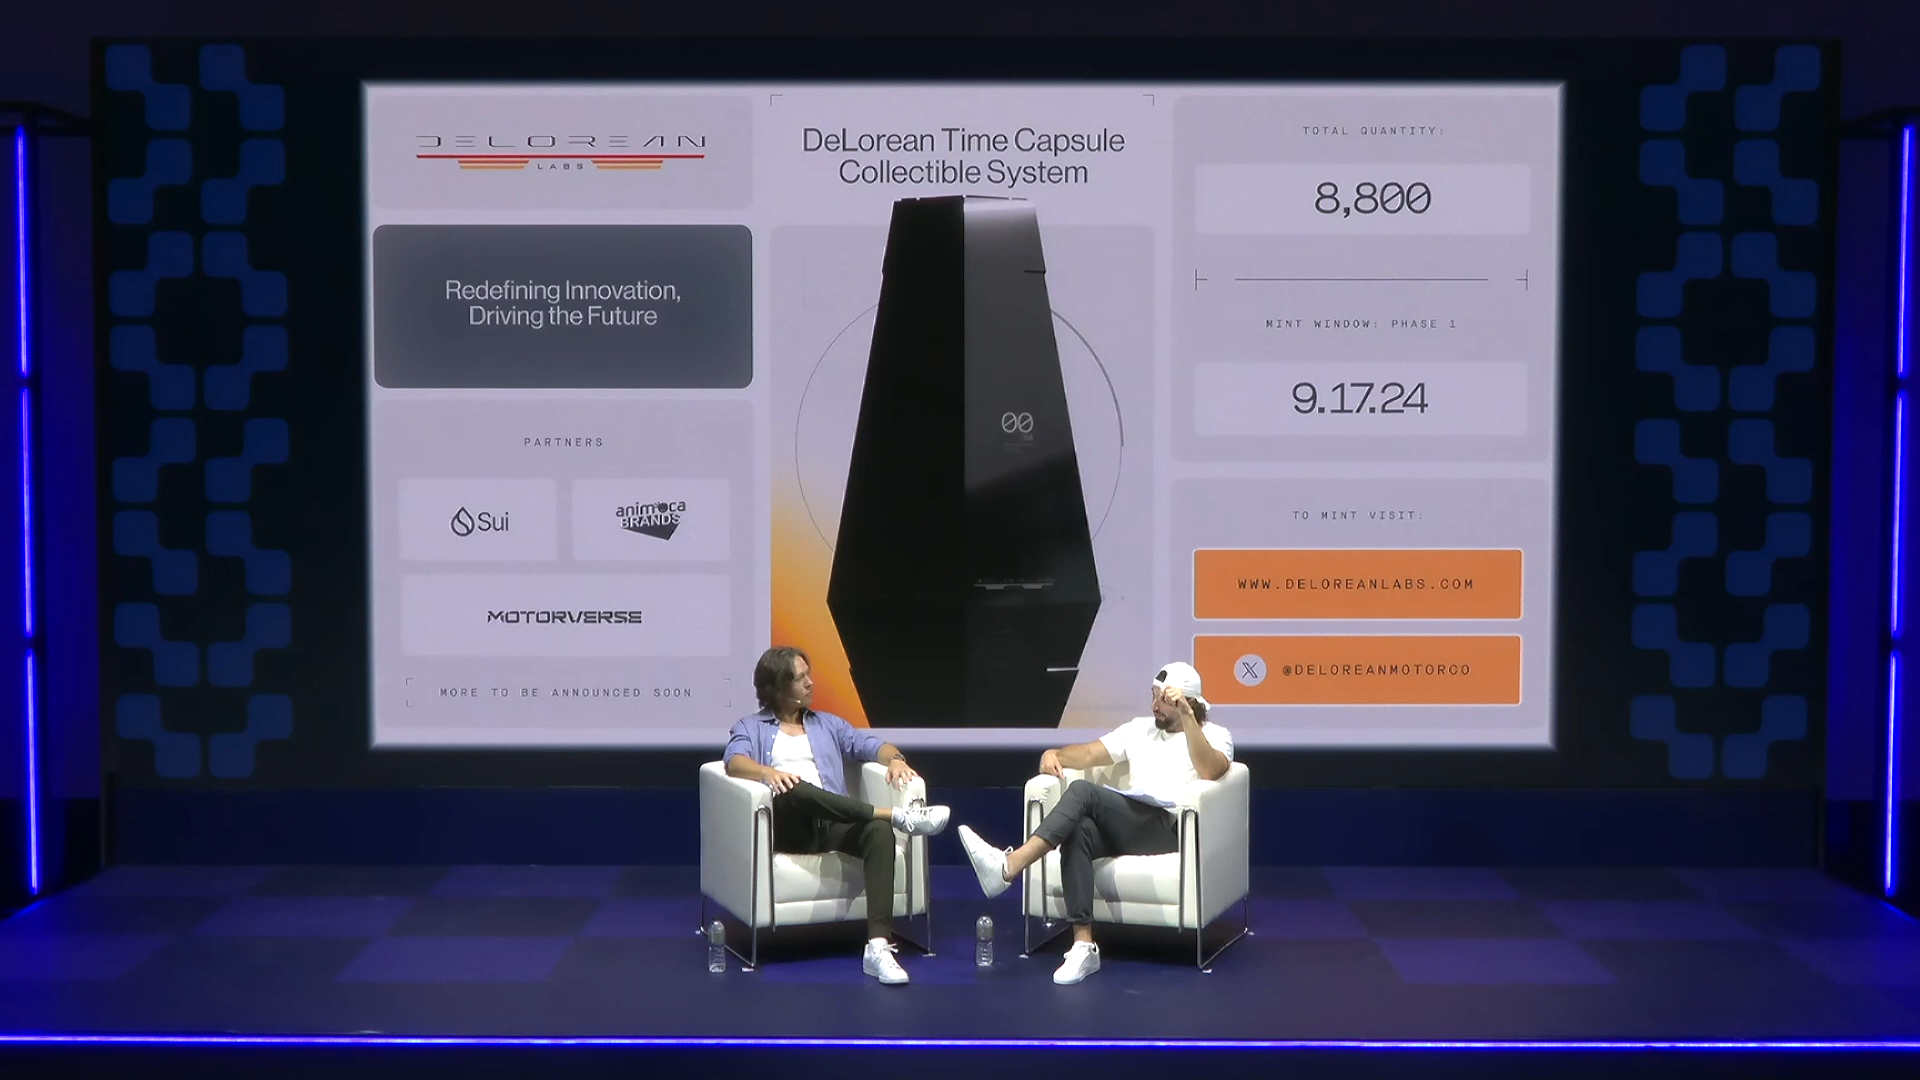 DELOREAN
LABS
Redefining Innovation,
Driving the Future
PARTNERS
Sui
animoca
BRANDS
MOTORVERSE
MORE TO BE ANNOUNCED SOON
DeLorean Time Capsule
Collectible System
00
TOTAL QUANTITY:
8,800
MINT WINDOW: PHASE 1
9.17.24
TO MINT VISIT:
WWW.DELOREANLABS.COM
X @DELOREANMOTORCO